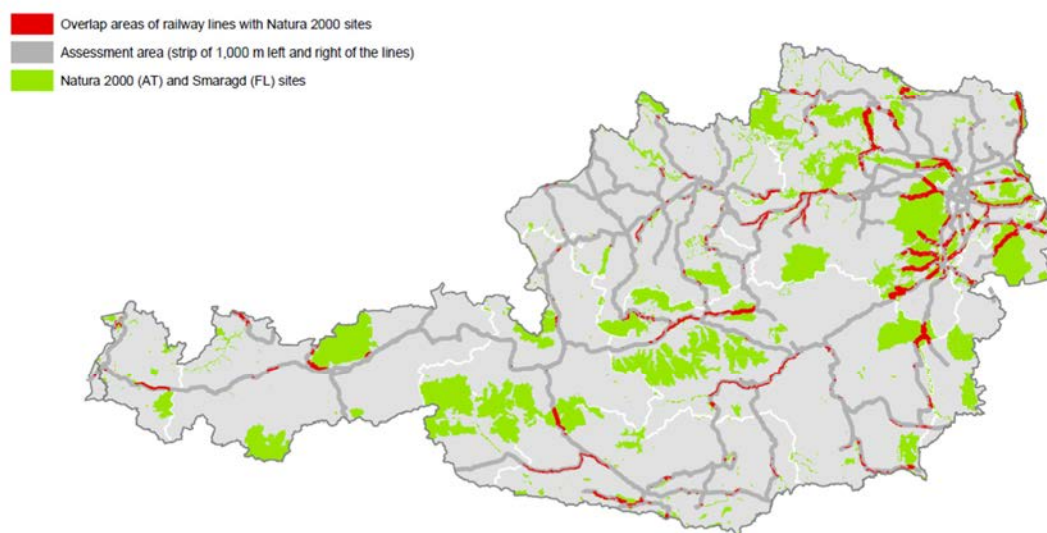 Overlap areas of railway lines with Natura 2000 sites
Assessment area (strip of 1,000 m left and right of the lines)
Natura 2000 (AT) and Smaragd (FL) sites